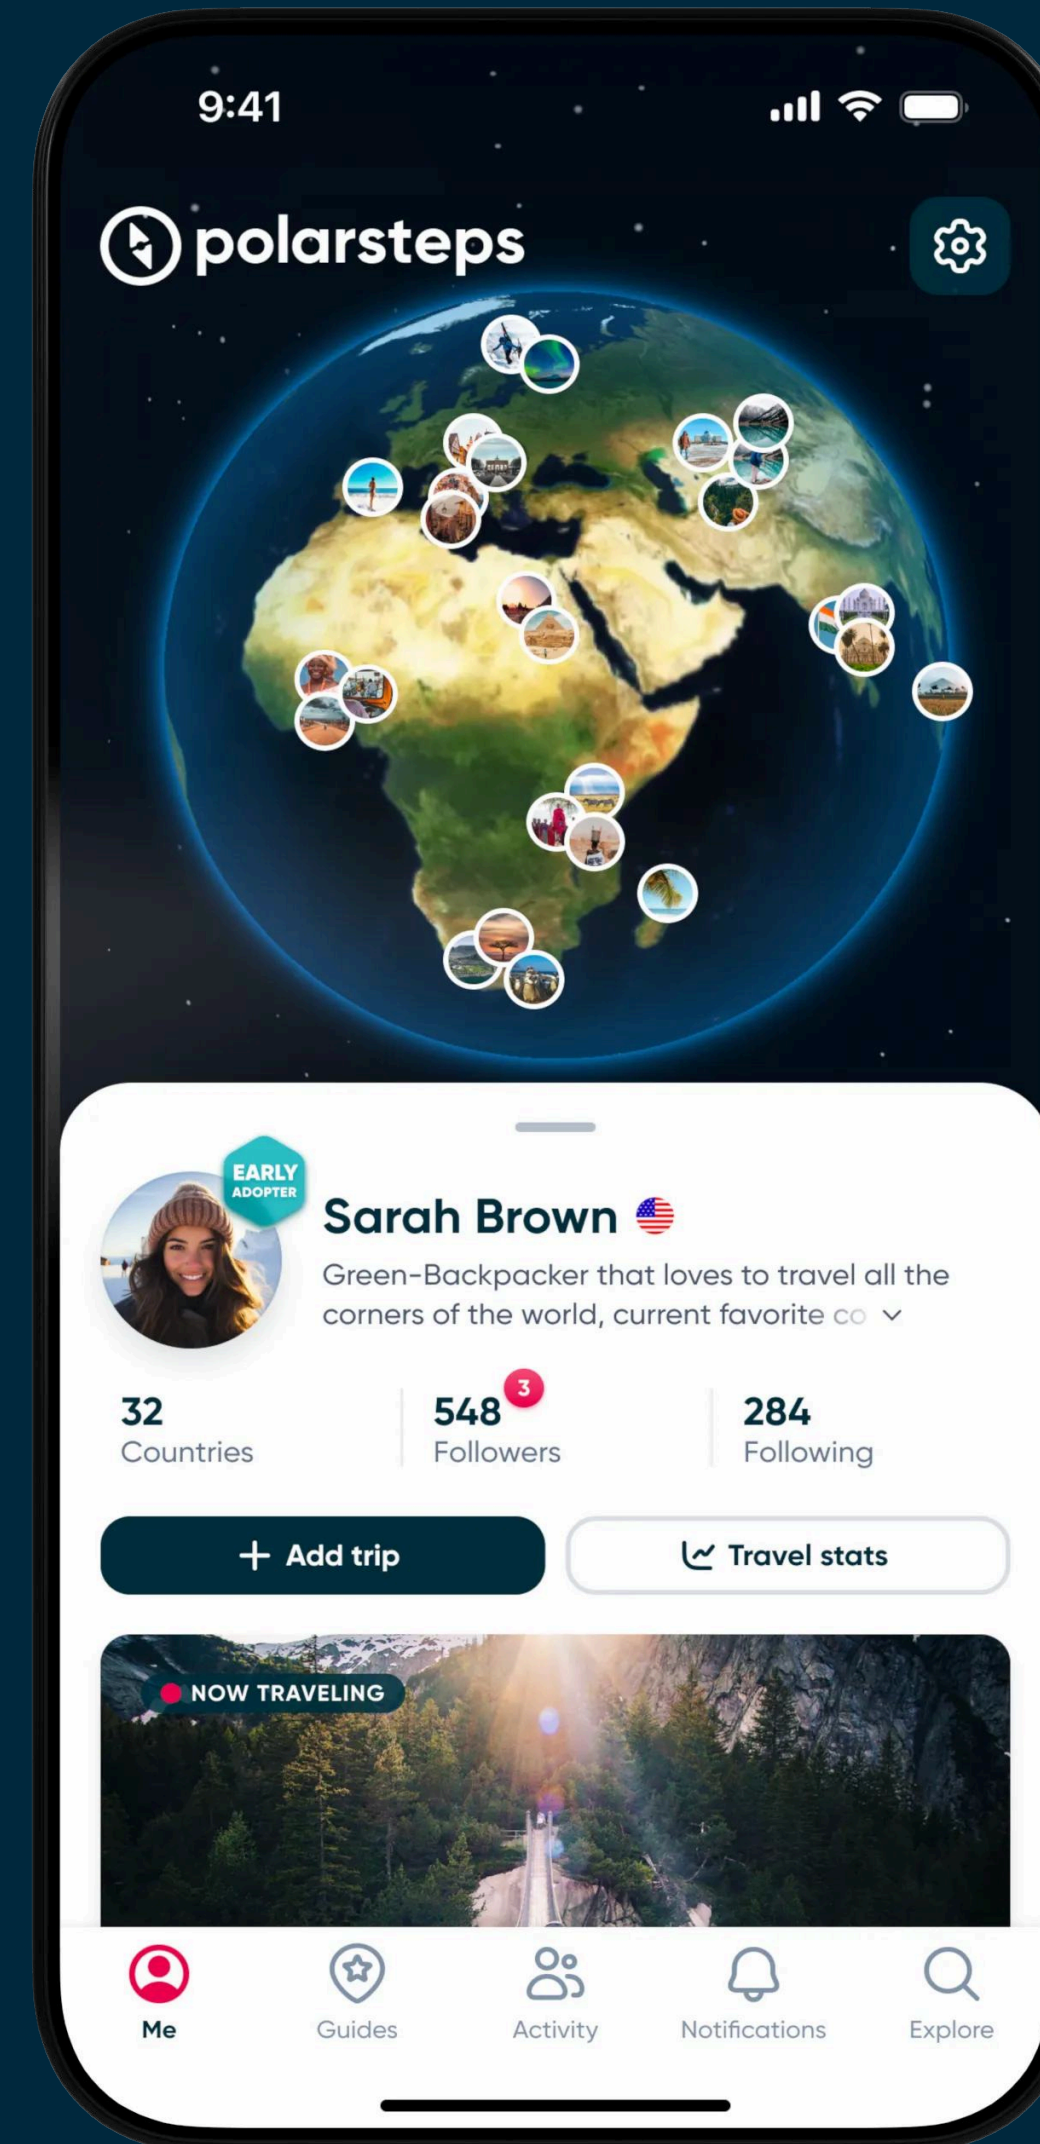 9:41
polarsteps
EARLY
ADOPTER
Sarah Brown
Green-Backpacker that loves to travel all the
corners of the world, current favorite co
32
Countries
548
3
Followers
284
Following
+ Add trip
Travel stats
NOW TRAVELING
Me
Guides
Activity
Notifications
Explore